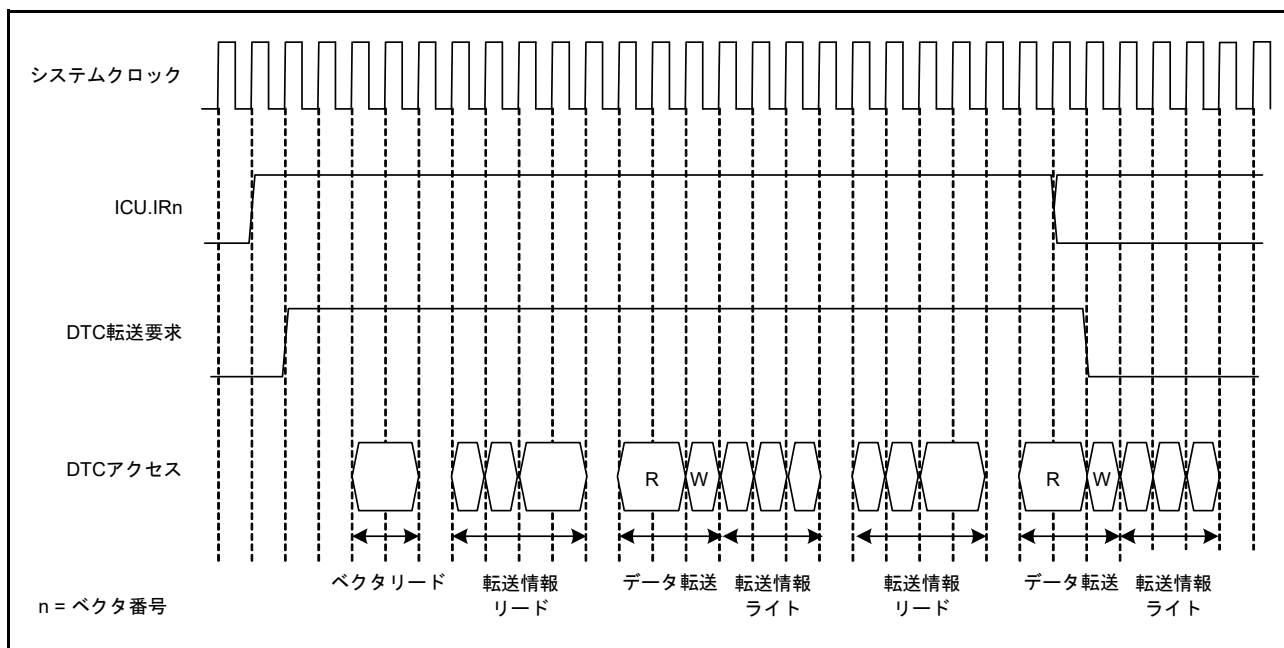 システムクロック
ICU.IRn
DTC転送要求
DTCアクセス
R
W
R
W
ベクタリード
転送情報
リード
データ転送
転送情報
ライト
転送情報
リード
データ転送
転送情報
ライト
n = ベクタ番号